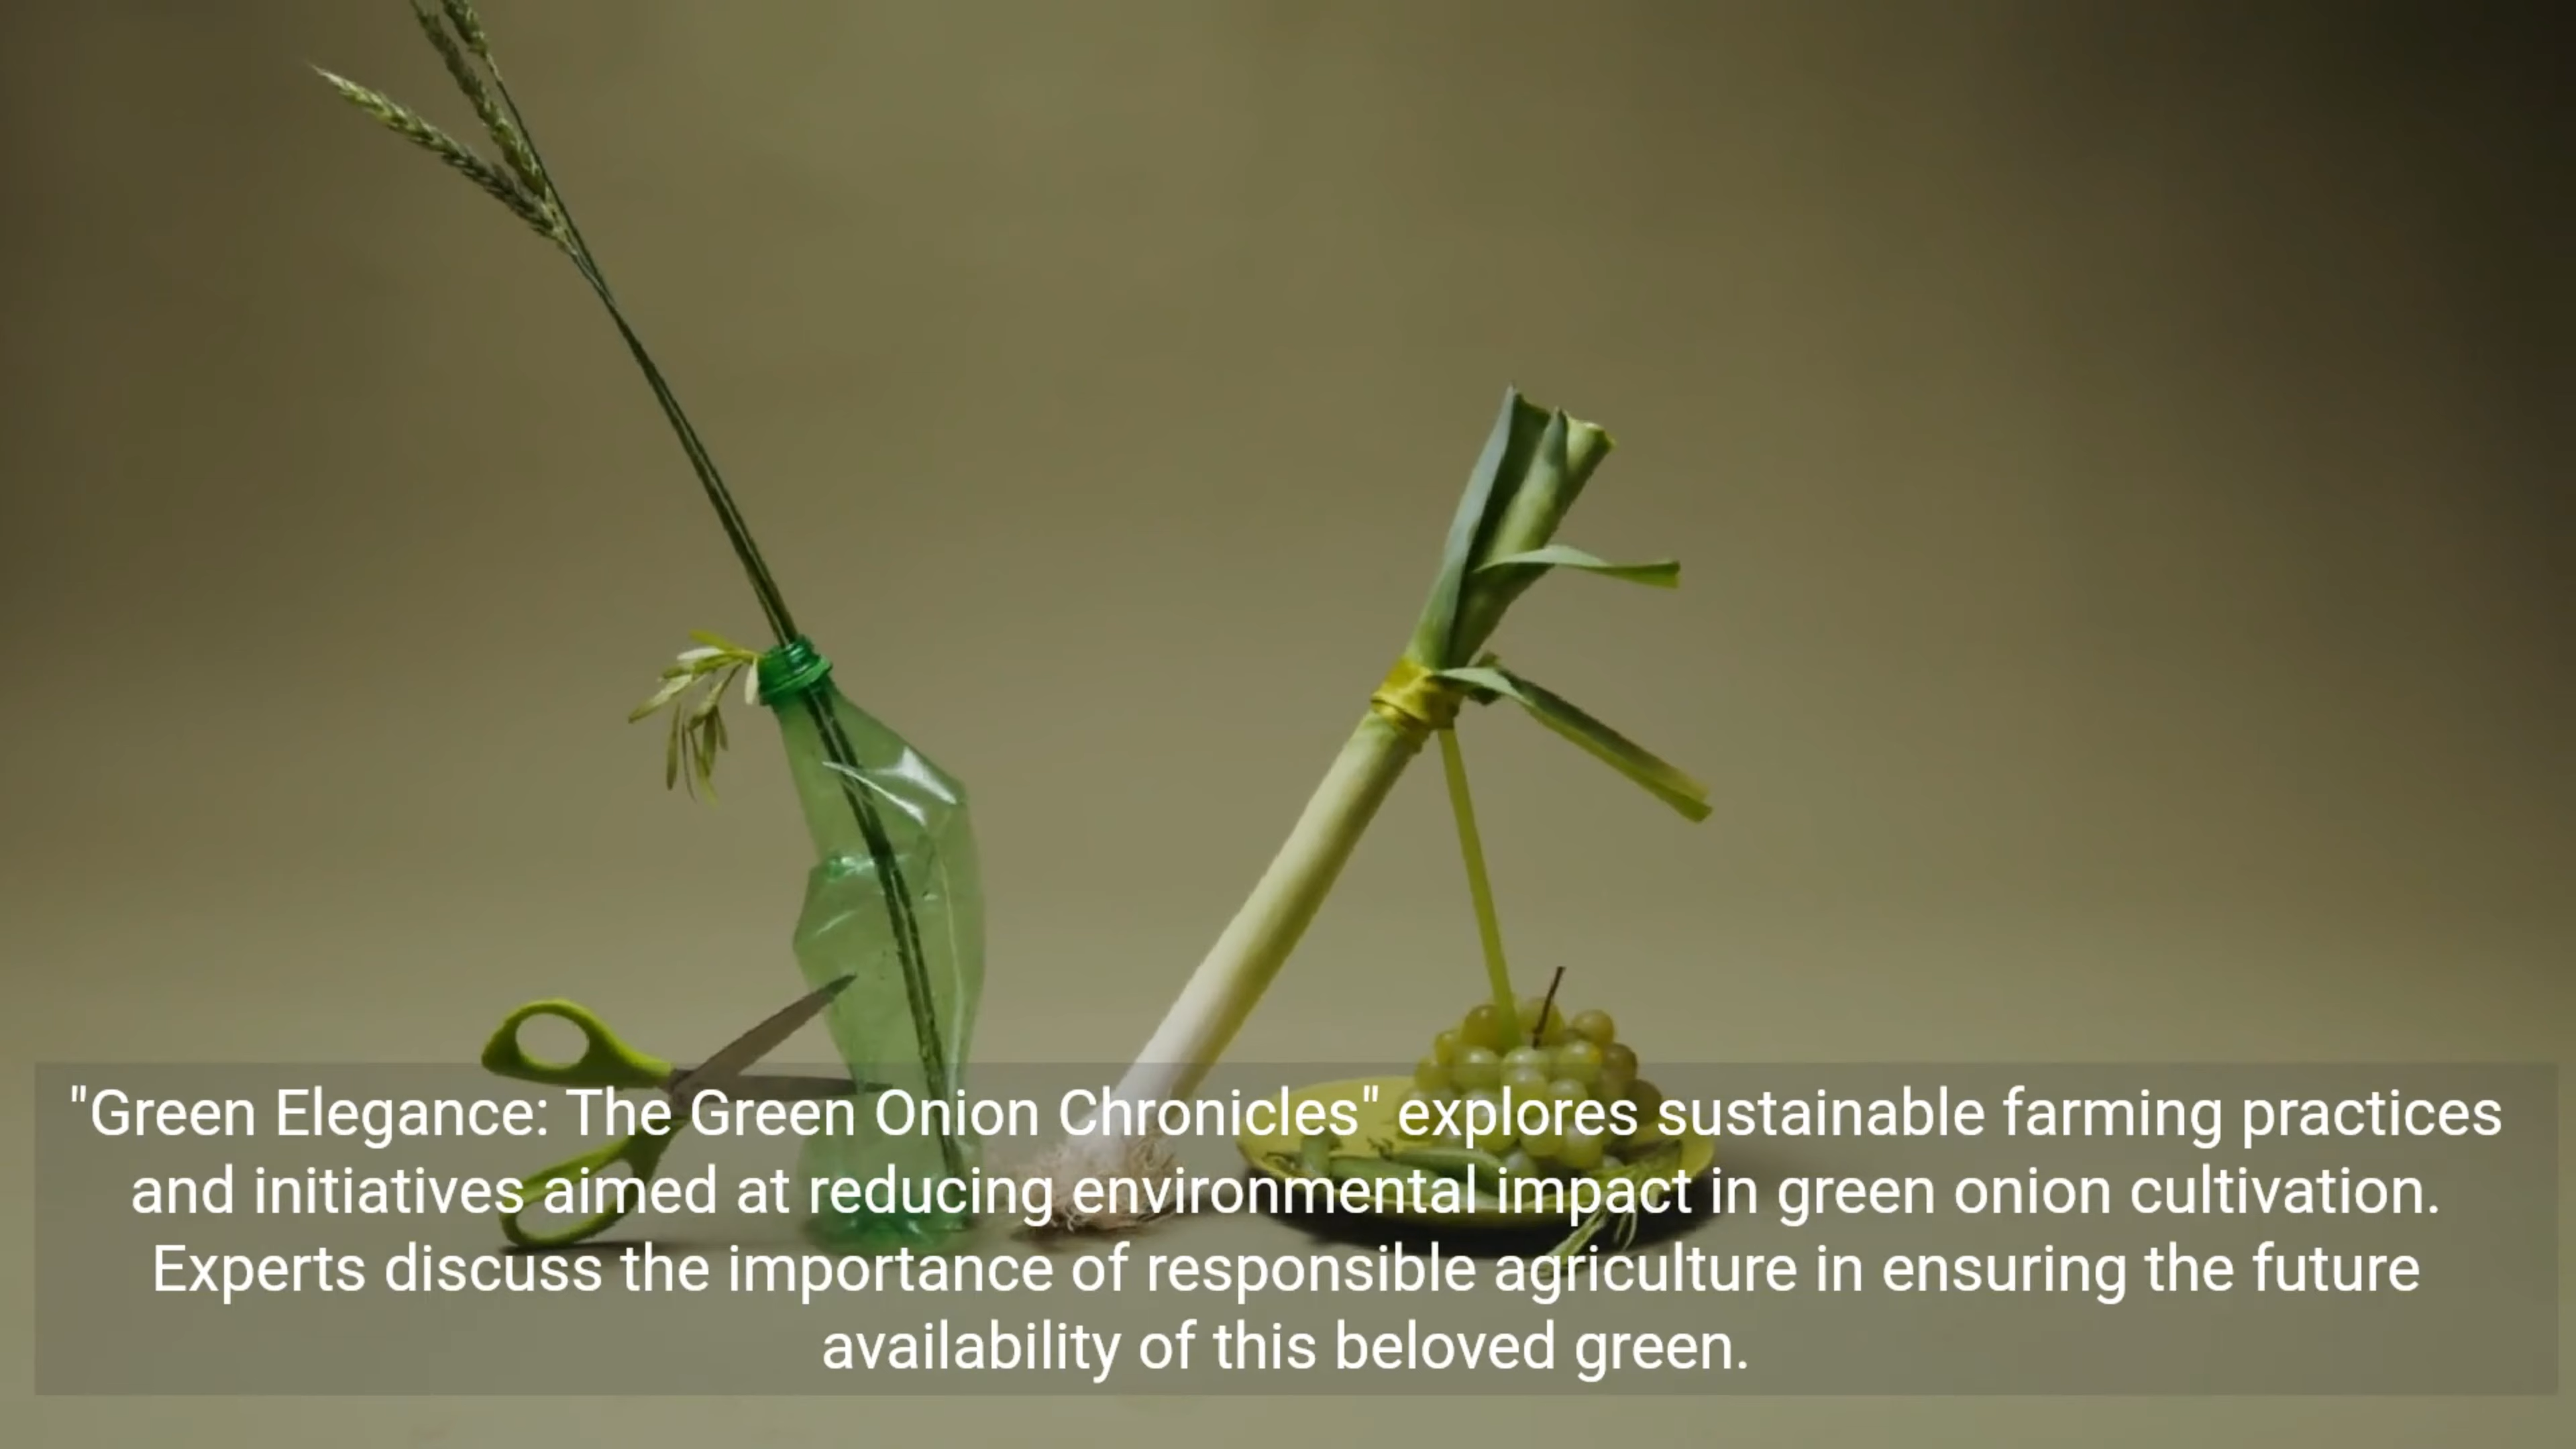 "Green Elegance: The Green Onion Chronicles" explores sustainable farming practices
and initiatives aimed at reducing environmental impact in green onion cultivation.
Experts discuss the importance of responsible agriculture in ensuring the future
availability of this beloved green.